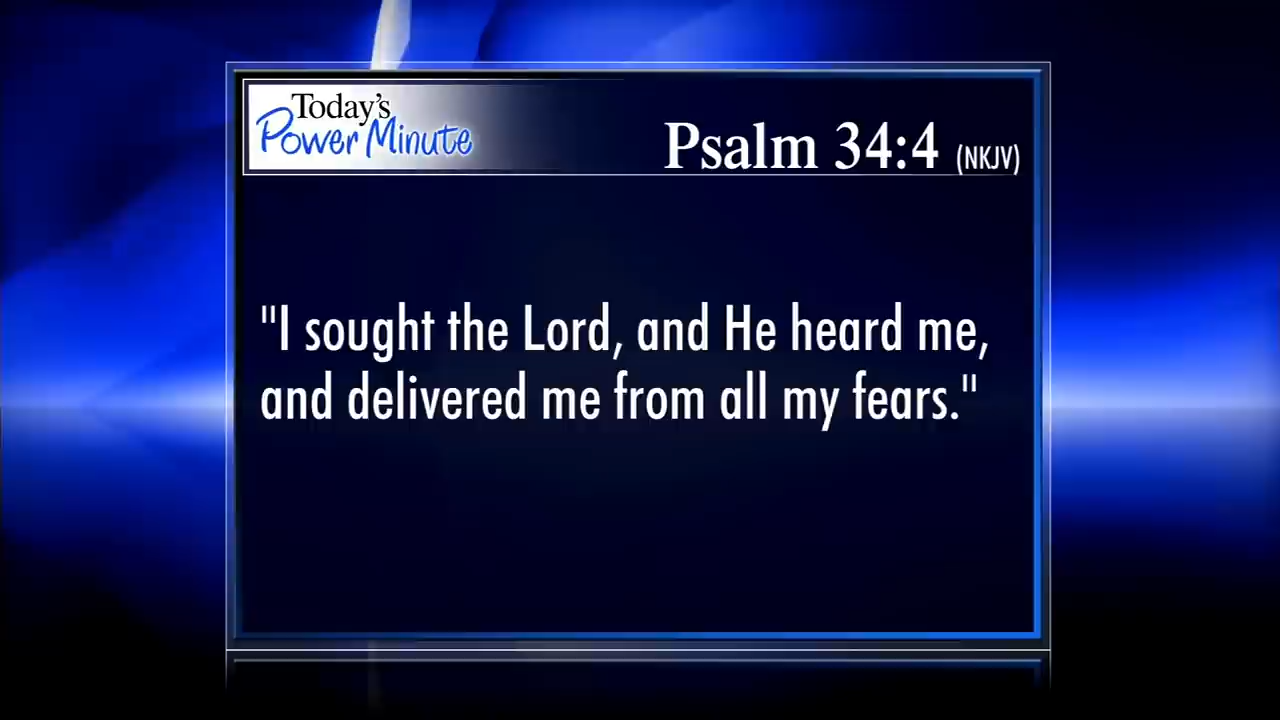 Today's
Power Minute
Psalm 34:4 (NKJV)
"I sought the Lord, and He heard me,
and delivered me from all my fears."